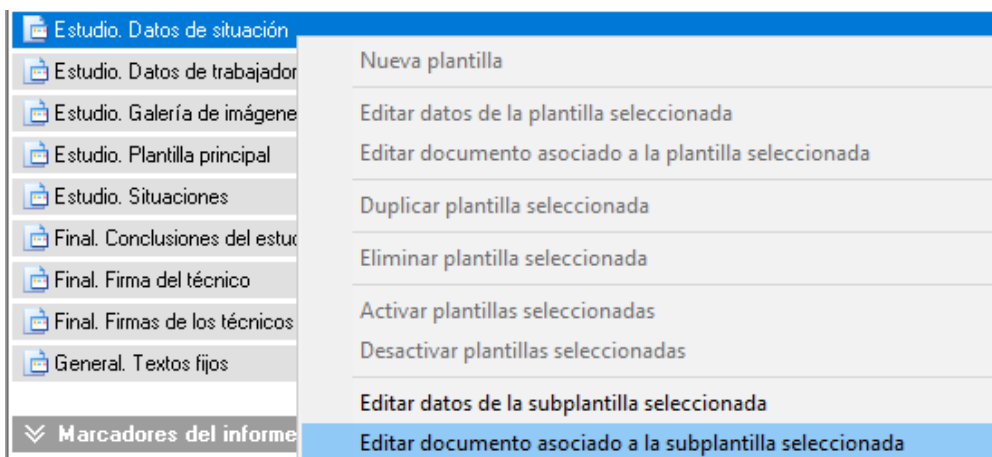 Estudio. Datos de situación
Estudio. Datos de trabajador
Estudio. Galería de imágene
Estudio. Plantilla principal
Estudio. Situaciones
Final. Conclusiones del estud
Final. Firma del técnico
Final. Firmas de los técnicos
General. Textos fijos
Marcadores del informe
Nueva plantilla
Editar datos de la plantilla seleccionada
Editar documento asociado a la plantilla seleccionada
Duplicar plantilla seleccionada
Eliminar plantilla seleccionada
Activar plantillas seleccionadas
Desactivar plantillas seleccionadas
Editar datos de la subplantilla seleccionada
Editar documento asociado a la subplantilla seleccionada